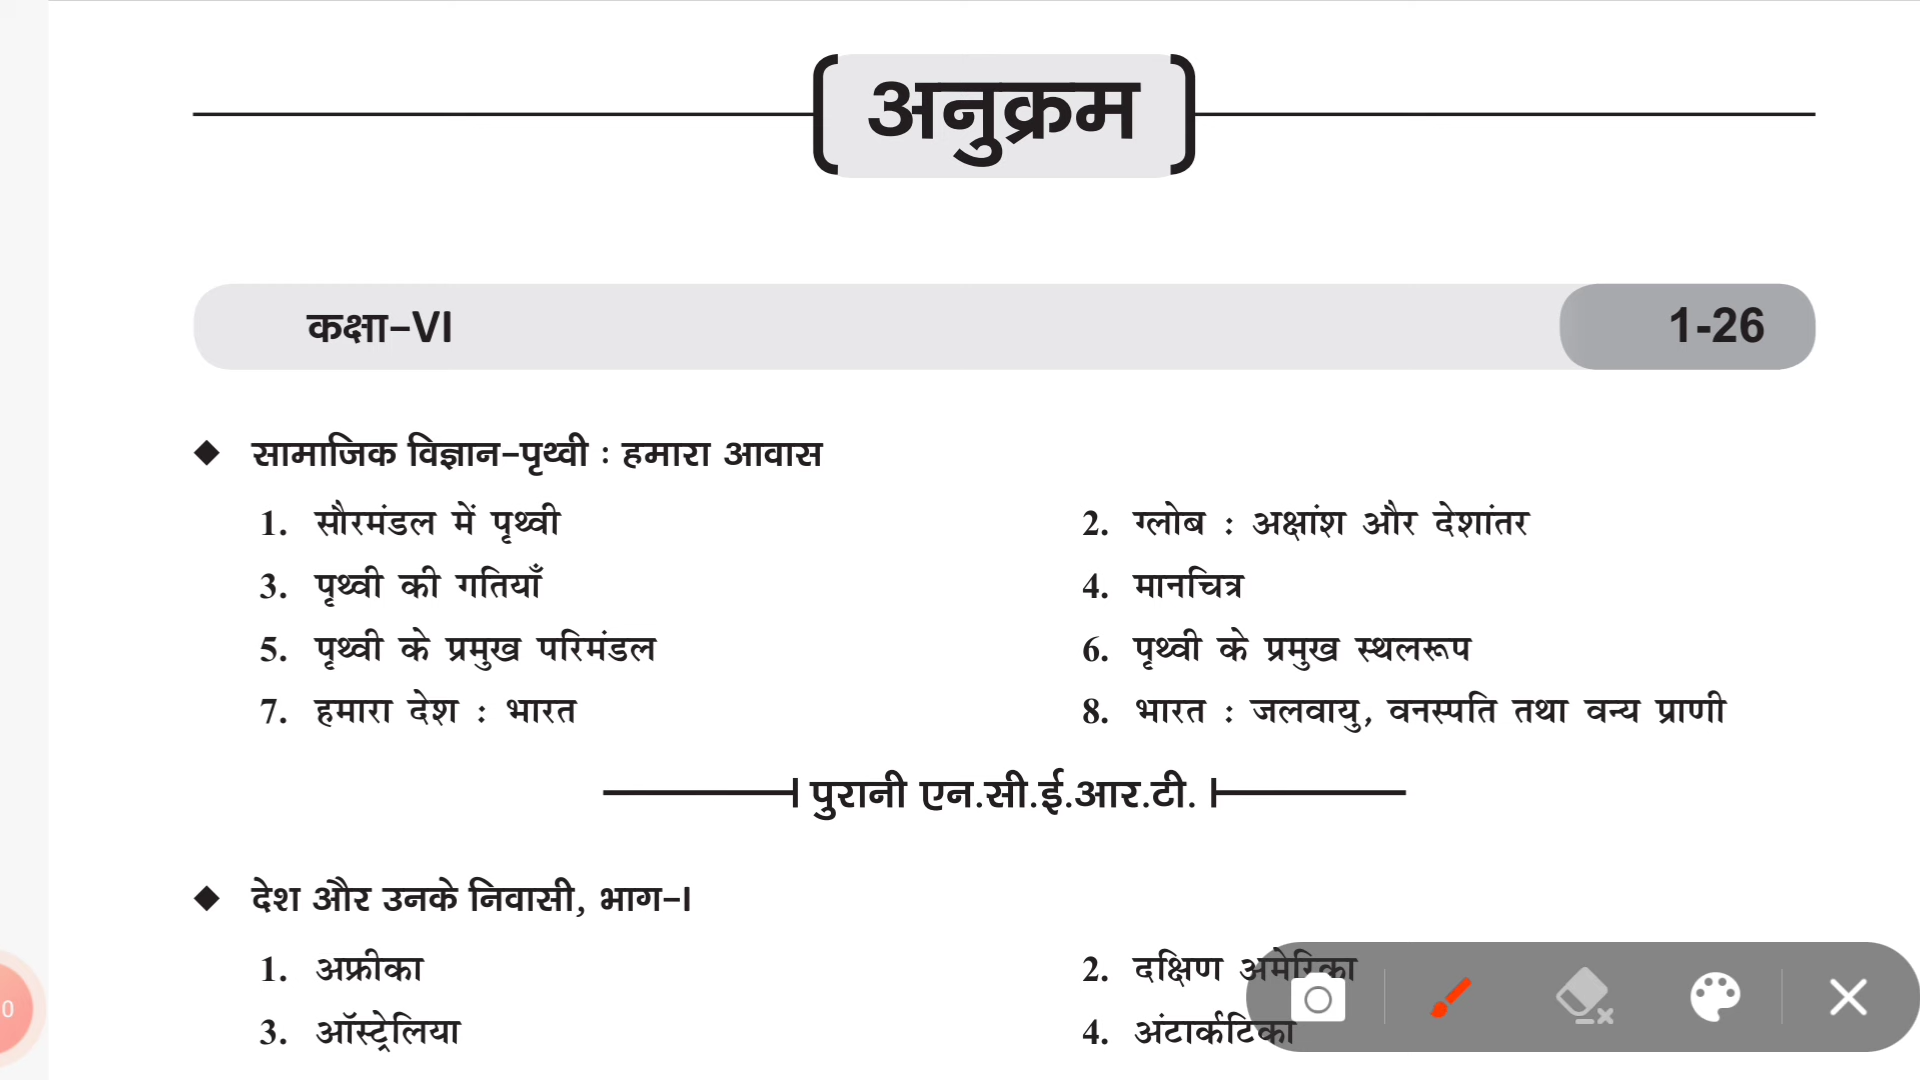 अनुक्रम
कक्षा-VI 1-26
◆ सामाजिक विज्ञान-पृथ्वी : हमारा आवास
1. सौरमंडल में पृथ्वी 2. ग्लोब : अक्षांश और देशांतर
3. पृथ्वी की गतियाँ 4. मानचित्र
5. पृथ्वी के प्रमुख परिमंडल 6. पृथ्वी के प्रमुख स्थलरूप
7. हमारा देश : भारत 8. भारत : जलवायु, वनस्पति तथा वन्य प्राणी
पुरानी एन.सी.ई.आर.टी.
◆ देश और उनके निवासी, भाग-I
1. अफ्रीका 2. दक्षिण अमेरिका
3. ऑस्ट्रेलिया 4. अंटार्कटिका